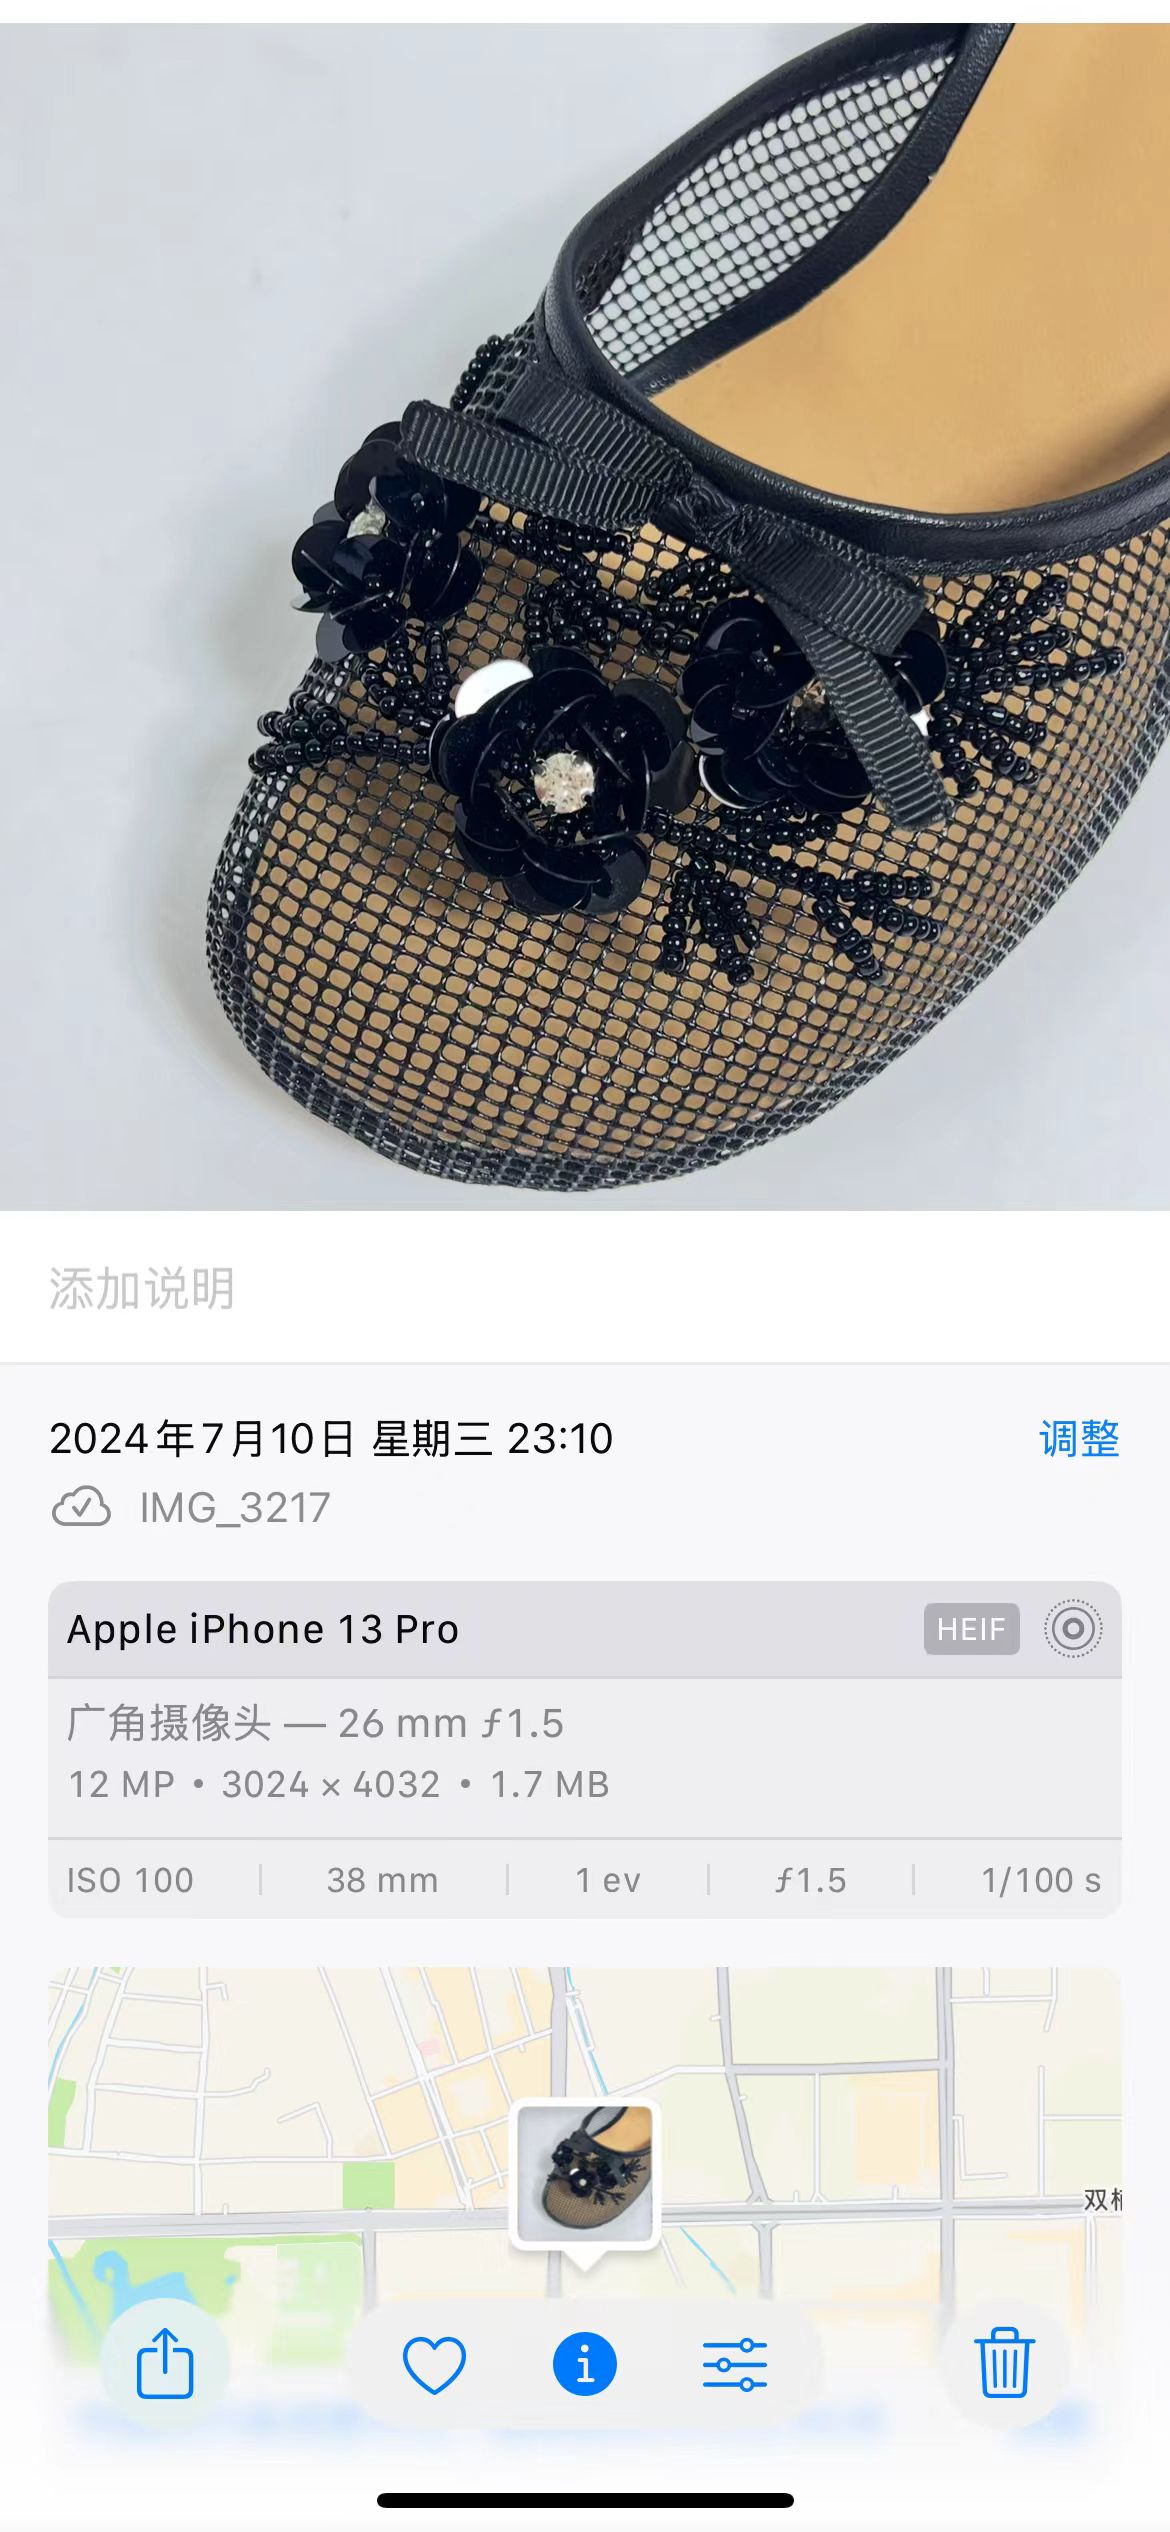 添加说明
2024年7月10日 星期三 23:10
调整
IMG_3217
Apple iPhone 13 Pro
HEIF
广角摄像头 — 26 mm ƒ1.5
12 MP • 3024 × 4032 • 1.7 MB
ISO 100
38 mm
1 ev
ƒ1.5
1/100 s
双